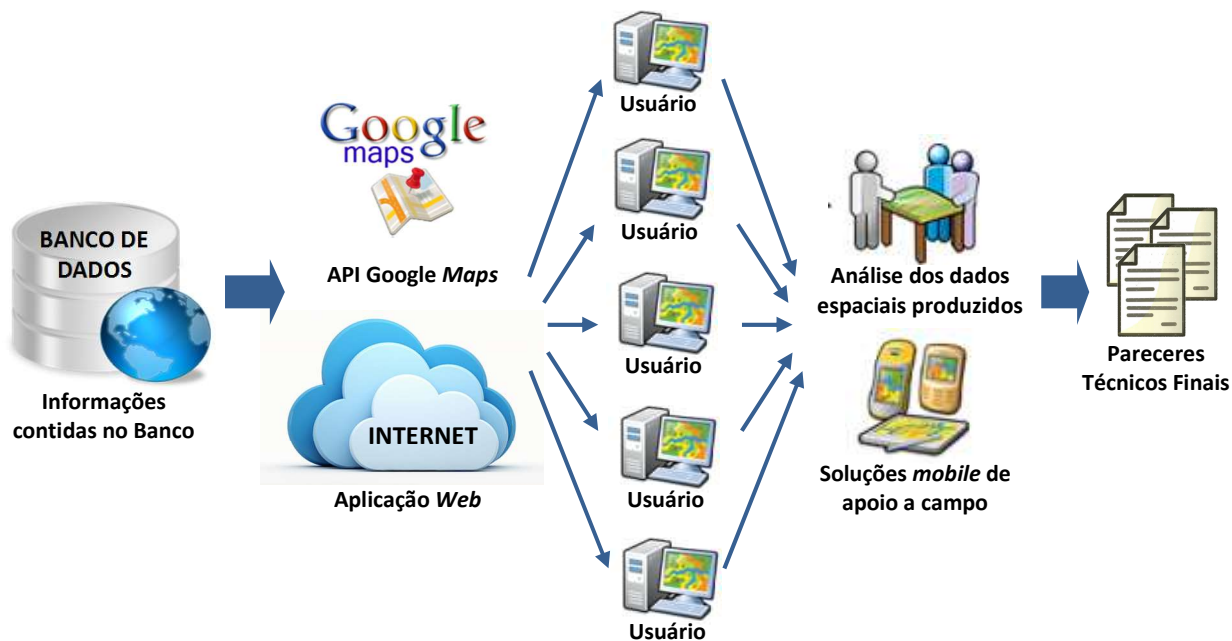 BANCO DE
DADOS
Informações
contidas no Banco
Google
maps
API Google Maps
INTERNET
Aplicação Web
Usuário
Usuário
Usuário
Usuário
Usuário
Análise dos dados
espaciais produzidos
Soluções mobile de
apoio a campo
Pareceres
Técnicos Finais